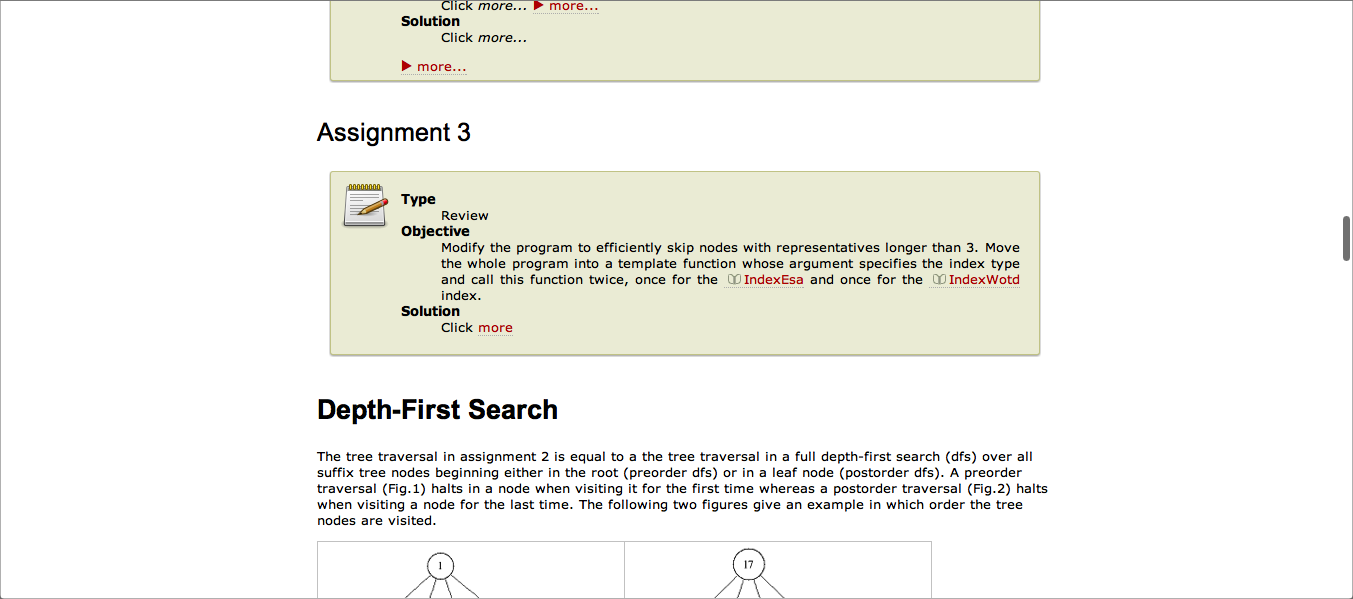 Click more... ▶ more...
Solution
Click more...
▶ more...
Assignment 3
Type
Review
Objective
Modify the program to efficiently skip nodes with representatives longer than 3. Move
the whole program into a template function whose argument specifies the index type
and call this function twice, once for the IndexEsa and once for the IndexWotd
index.
Solution
Click more
Depth-First Search
The tree traversal in assignment 2 is equal to a the tree traversal in a full depth-first search (dfs) over all
suffix tree nodes beginning either in the root (preorder dfs) or in a leaf node (postorder dfs). A preorder
traversal (Fig.1) halts in a node when visiting it for the first time whereas a postorder traversal (Fig.2) halts
when visiting a node for the last time. The following two figures give an example in which order the tree
nodes are visited.
1
17